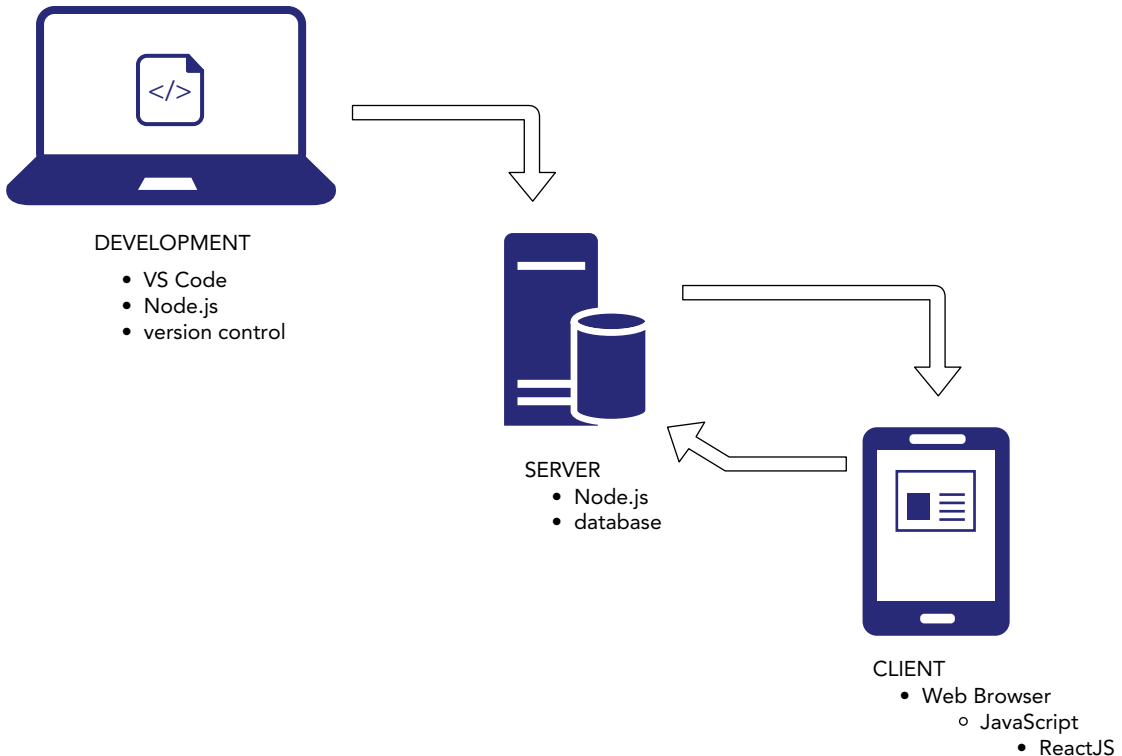 </>
DEVELOPMENT
• VS Code
• Node.js
• version control
SERVER
• Node.js
• database
CLIENT
• Web Browser
○ JavaScript
• ReactJS